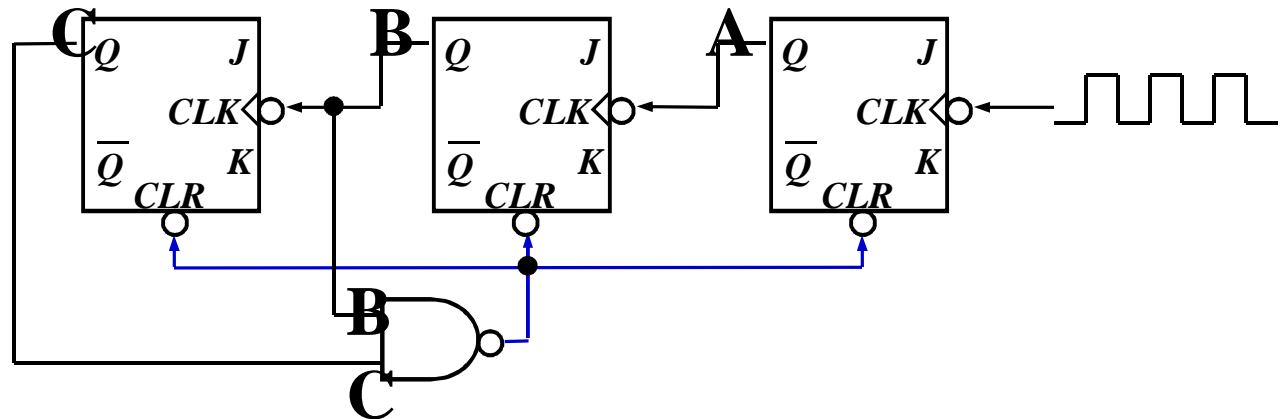 C B A
Q J Q J Q J
CLK CLK CLK
Q K Q K Q K
CLR CLR CLR
B
C